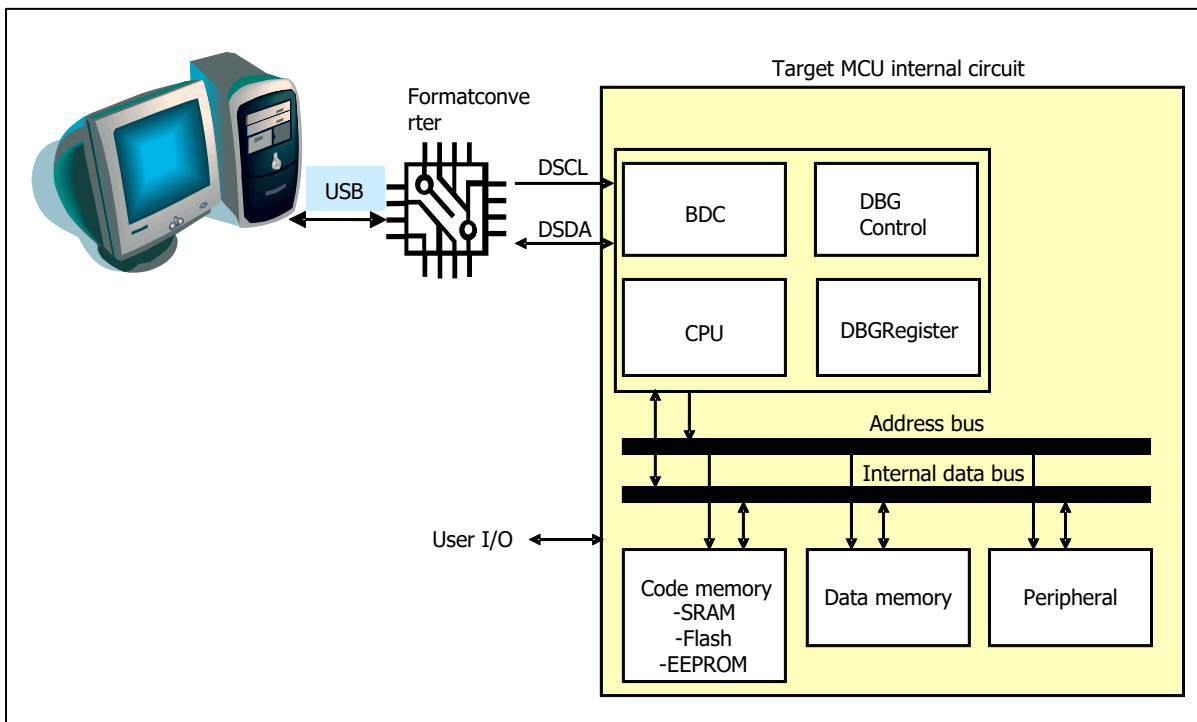 Target MCU internal circuit
Formatconve
rter
USB
DSCL
DSDA
BDC
DBG
Control
CPU
DBGRegister
Address bus
Internal data bus
User I/O
Code memory
-SRAM
-Flash
-EEPROM
Data memory
Peripheral